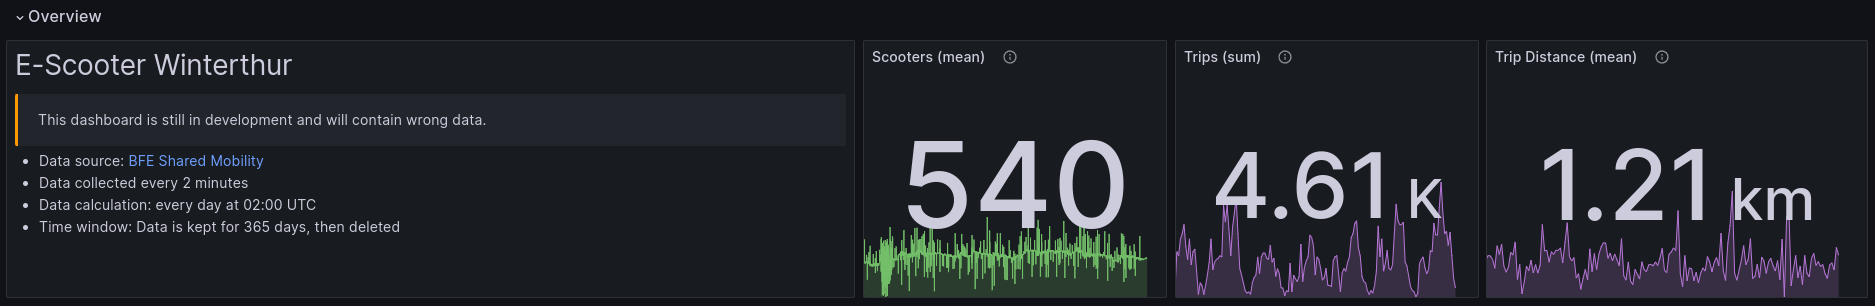 Overview
E-Scooter Winterthur
This dashboard is still in development and will contain wrong data.
Data source: BFE Shared Mobility
Data collected every 2 minutes
Data calculation: every day at 02:00 UTC
Time window: Data is kept for 365 days, then deleted
Scooters (mean)
540
Trips (sum)
4.61 K
Trip Distance (mean)
1.21 km